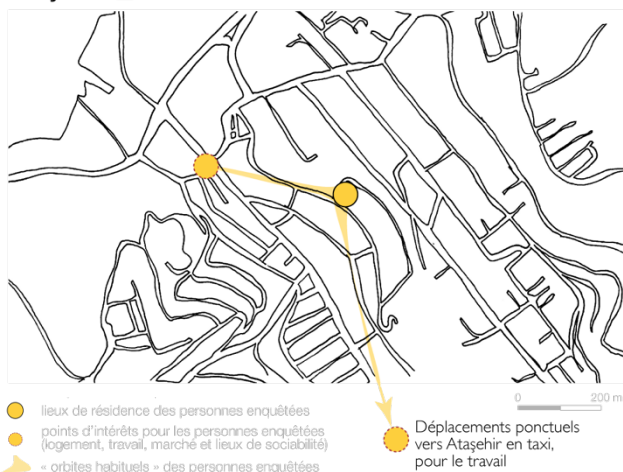 0 200 m
lieux de résidence des personnes enquêtées
points d'intérêts pour les personnes enquêtées
(logement, travail, marché et lieux de sociabilité)
« orbites habituels » des personnes enquêtées
Déplacements ponctuels
vers Ataşehir en taxi,
pour le travail